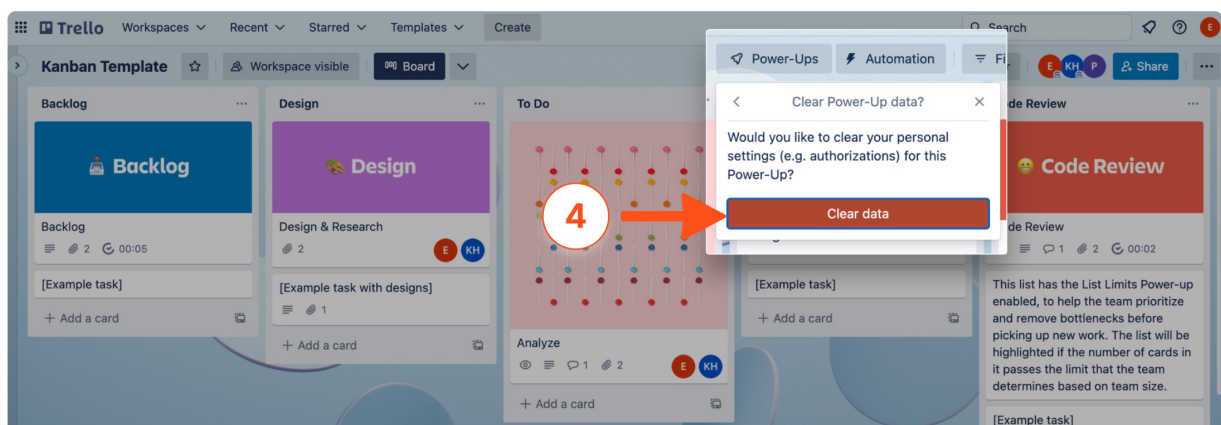 Trello Workspaces Recent Starred Templates Create Search E
Kanban Template Workspace visible Board Power-Ups Automation E KH P Share
Backlog
Backlog
Backlog
2 00:05
[Example task]
+ Add a card
Design
Design
Design & Research
2 E KH
[Example task with designs]
1
+ Add a card
To Do
4
Analyze
1 2 E KH
+ Add a card
Clear Power-Up data?
Would you like to clear your personal
settings (e.g. authorizations) for this
Power-Up?
Clear data
[Example task]
+ Add a card
Code Review
1 2 00:02
This list has the List Limits Power-up
enabled, to help the team prioritize
and remove bottlenecks before
picking up new work. The list will be
highlighted if the number of cards in
it passes the limit that the team
determines based on team size.
[Example task]